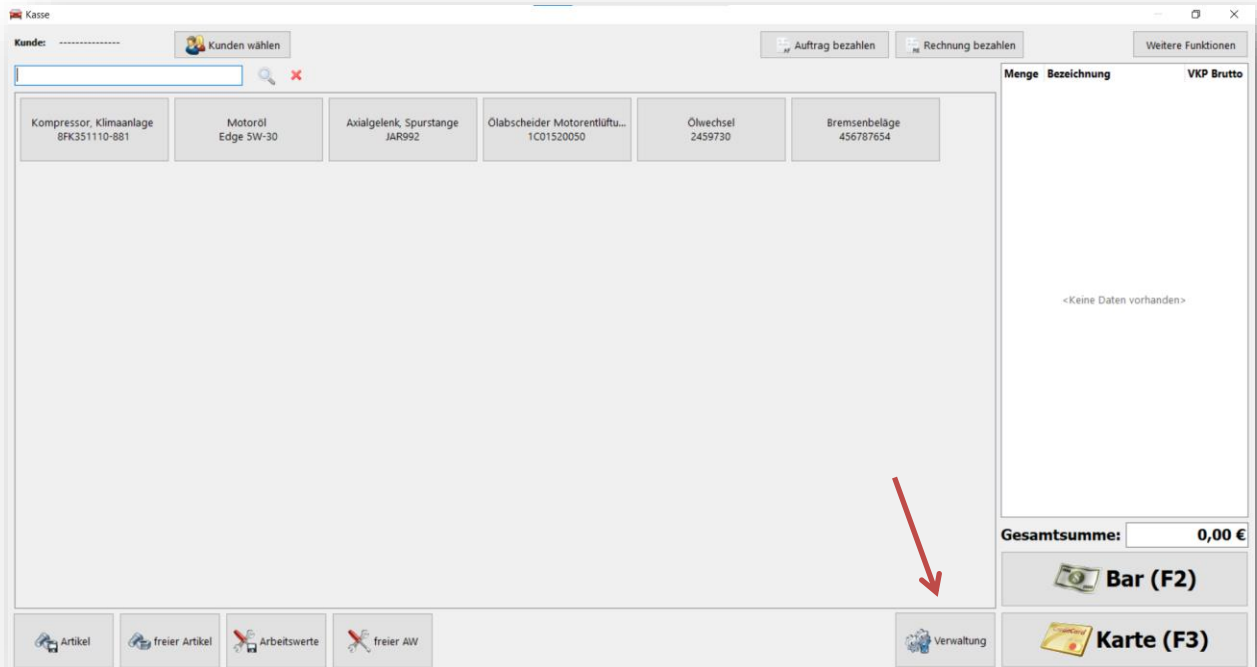 Kasse
Kunde: ---------------
Kunden wählen
Auftrag bezahlen
Rechnung bezahlen
Weitere Funktionen
Menge Bezeichnung VKP Brutto
Kompressor, Klimaanlage
8FK351110-881
Motoröl
Edge 5W-30
Axialgelenk, Spurstange
JAR992
Ölabscheider Motorentlüftu...
1C01520050
Ölwechsel
2459730
Bremsenbeläge
456787654
<Keine Daten vorhanden>
Gesamtsumme: 0,00 €
Bar (F2)
Artikel
freier Artikel
Arbeitswerte
freier AW
Verwaltung
Karte (F3)